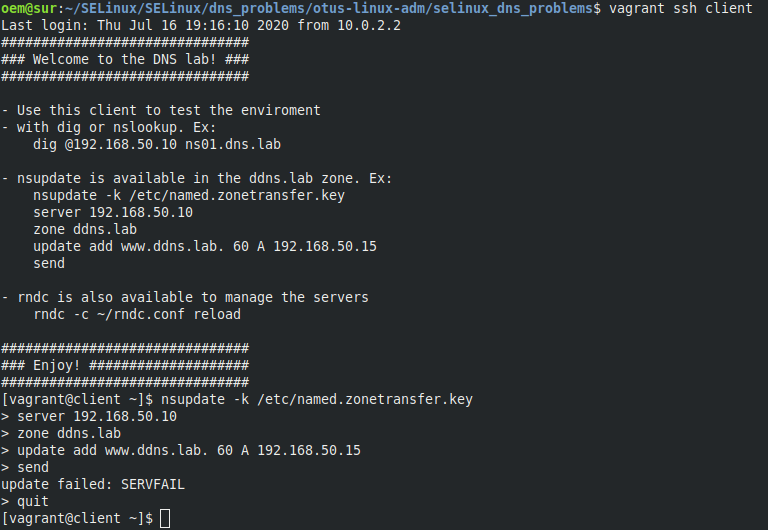 oem@sur:~/SELinux/SELinux/dns_problems/otus-linux-adm/selinux_dns_problems$ vagrant ssh client
Last login: Thu Jul 16 19:16:10 2020 from 10.0.2.2
###############################
### Welcome to the DNS lab! ###
###############################

- Use this client to test the enviroment
- with dig or nslookup. Ex:
    dig @192.168.50.10 ns01.dns.lab

- nsupdate is available in the ddns.lab zone. Ex:
    nsupdate -k /etc/named.zonetransfer.key
    server 192.168.50.10
    zone ddns.lab
    update add www.ddns.lab. 60 A 192.168.50.15
    send

- rndc is also available to manage the servers
    rndc -c ~/rndc.conf reload

###############################
### Enjoy! ####################
###############################
[vagrant@client ~]$ nsupdate -k /etc/named.zonetransfer.key
> server 192.168.50.10
> zone ddns.lab
> update add www.ddns.lab. 60 A 192.168.50.15
> send
update failed: SERVFAIL
> quit
[vagrant@client ~]$